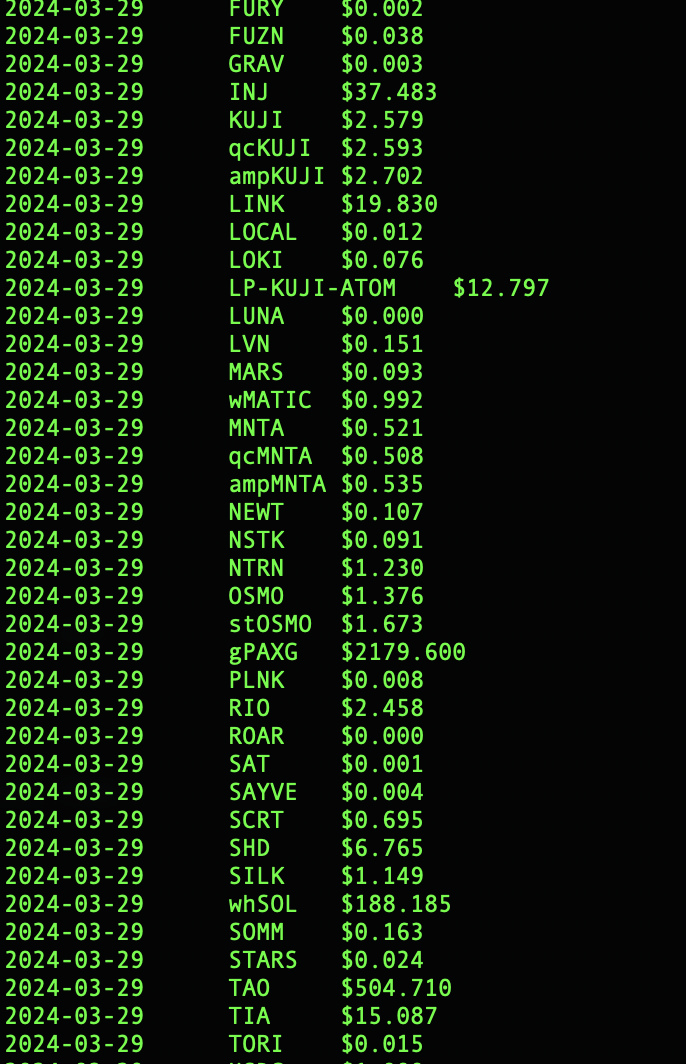 2024-03-29 FURY $0.002
2024-03-29 FUZN $0.038
2024-03-29 GRAV $0.003
2024-03-29 INJ $37.483
2024-03-29 KUJI $2.579
2024-03-29 qcKUJI $2.593
2024-03-29 ampKUJI $2.702
2024-03-29 LINK $19.830
2024-03-29 LOCAL $0.012
2024-03-29 LOKI $0.076
2024-03-29 LP-KUJI-ATOM $12.797
2024-03-29 LUNA $0.000
2024-03-29 LVN $0.151
2024-03-29 MARS $0.093
2024-03-29 wMATIC $0.992
2024-03-29 MNTA $0.521
2024-03-29 qcMNTA $0.508
2024-03-29 ampMNTA $0.535
2024-03-29 NEWT $0.107
2024-03-29 NSTK $0.091
2024-03-29 NTRN $1.230
2024-03-29 OSMO $1.376
2024-03-29 stOSMO $1.673
2024-03-29 gPAXG $2179.600
2024-03-29 PLNK $0.008
2024-03-29 RIO $2.458
2024-03-29 ROAR $0.000
2024-03-29 SAT $0.001
2024-03-29 SAYVE $0.004
2024-03-29 SCRT $0.695
2024-03-29 SHD $6.765
2024-03-29 SILK $1.149
2024-03-29 whSOL $188.185
2024-03-29 SOMM $0.163
2024-03-29 STARS $0.024
2024-03-29 TAO $504.710
2024-03-29 TIA $15.087
2024-03-29 TORI $0.015